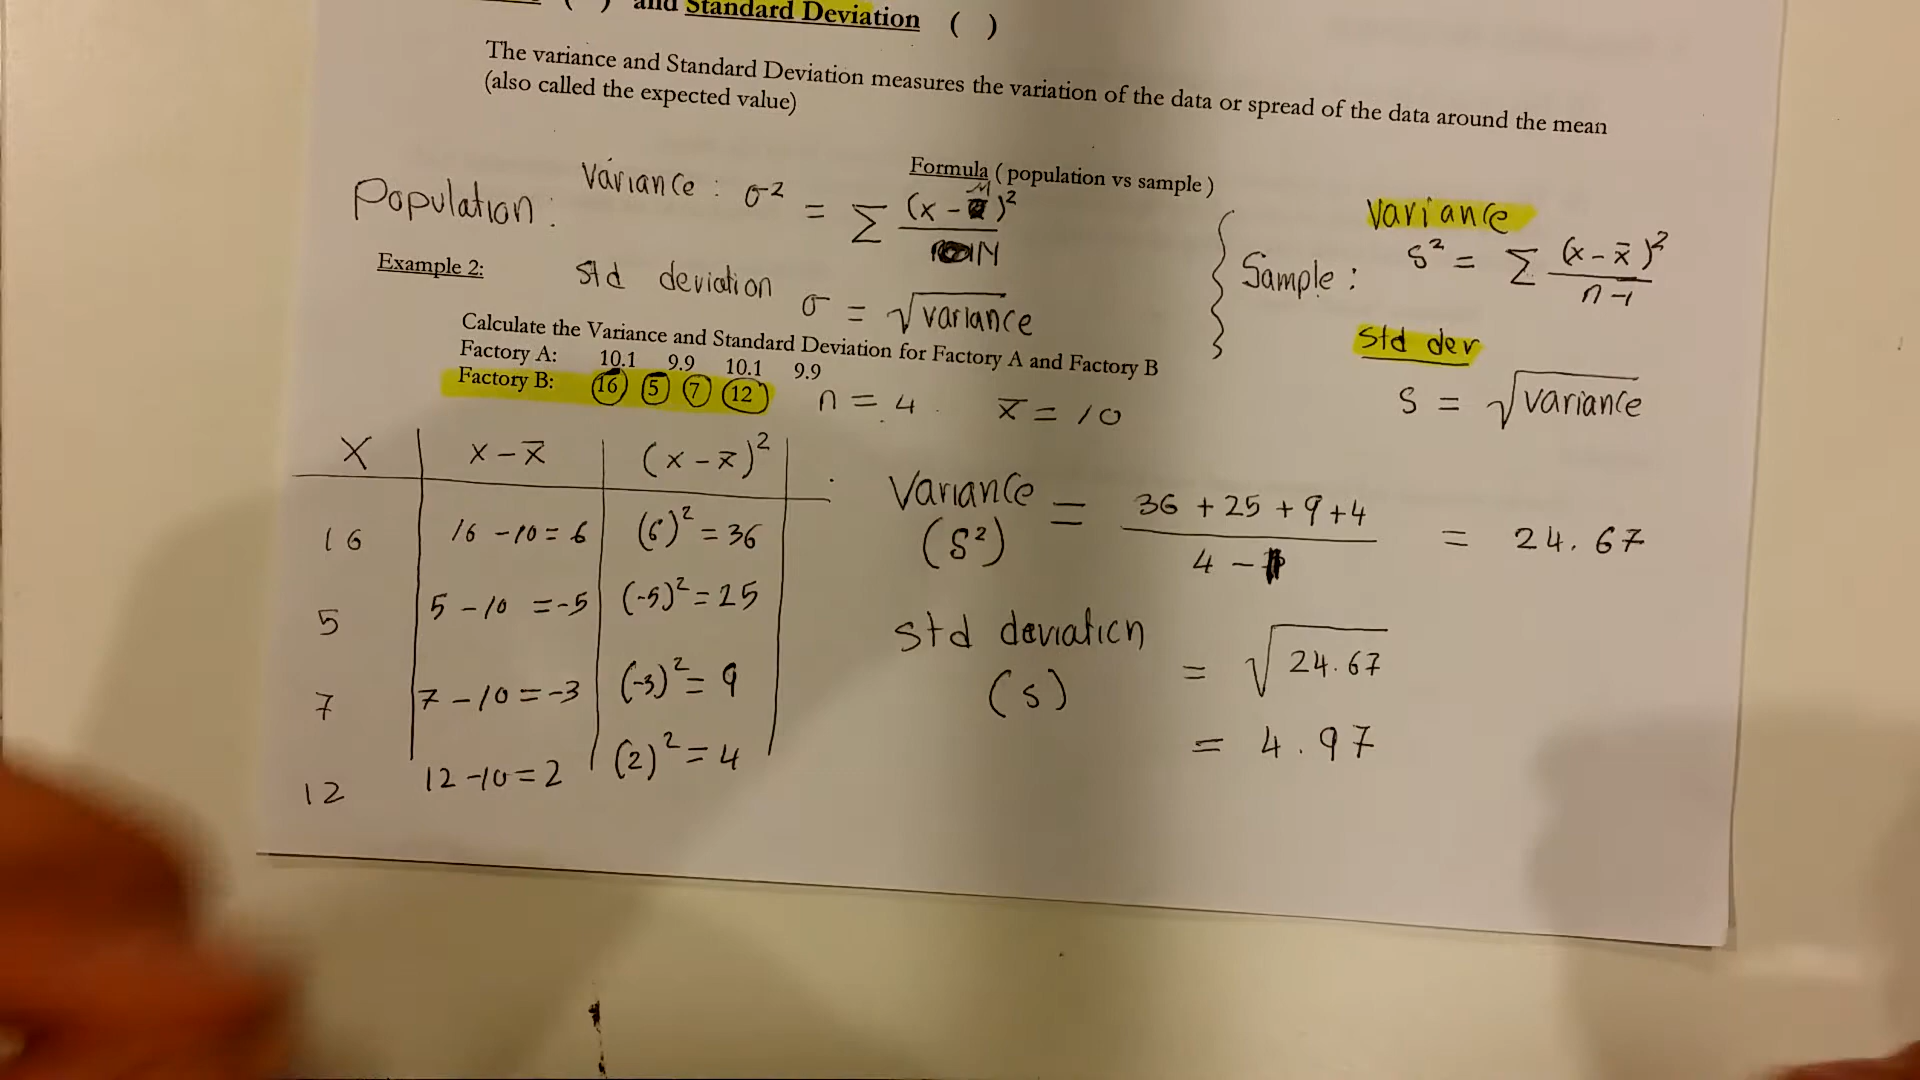 and Standard Deviation ( )
The variance and Standard Deviation measures the variation of the data or spread of the data around the mean
(also called the expected value)
Formula ( population vs sample )
Population: Variance : σ² = Σ (x - M)² / N
Example 2:
Std deviation σ = √variance
Sample :
Variance
s² = Σ (x - x̄)² / n-1
Std dev
s = √variance
Calculate the Variance and Standard Deviation for Factory A and Factory B
Factory A: 10.1 9.9 10.1 9.9
Factory B: 16 5 7 12 n = 4 x̄ = 10
X x - x̄ (x - x̄)²
16 16 - 10 = 6 (6)² = 36
5 5 - 10 = -5 (-5)² = 25
7 7 - 10 = -3 (-3)² = 9
12 12 - 10 = 2 (2)² = 4
Variance (S²) = 36 + 25 + 9 + 4 / 4 - 1 = 24.67
Std deviation (s) = √24.67
= 4.97